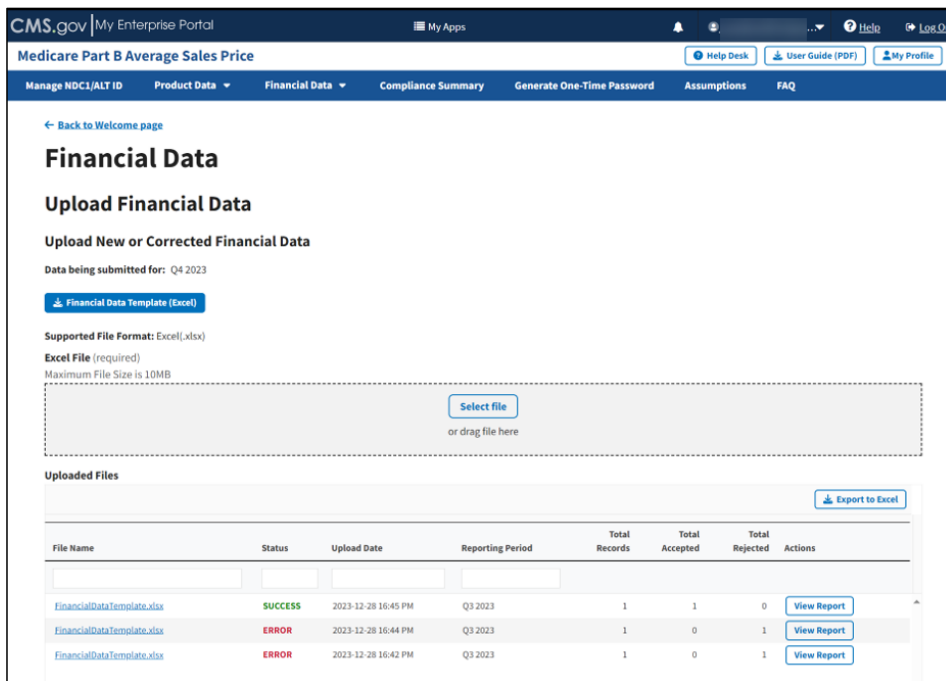 CMS.gov My Enterprise Portal My Apps ... Help Log O
Medicare Part B Average Sales Price Help Desk User Guide (PDF) My Profile
Manage NDC1/ALT ID Product Data Financial Data Compliance Summary Generate One-Time Password Assumptions FAQ
← Back to Welcome page
Financial Data
Upload Financial Data
Upload New or Corrected Financial Data
Data being submitted for: Q4 2023
Financial Data Template (Excel)
Supported File Format: Excel(.xlsx)
Excel File (required)
Maximum File Size is 10MB
Select file
or drag file here
Uploaded Files
Export to Excel
File Name Status Upload Date Reporting Period Total Records Total Accepted Total Rejected Actions
FinancialDataTemplate.xlsx SUCCESS 2023-12-28 16:45 PM Q3 2023 1 1 0 View Report
FinancialDataTemplate.xlsx ERROR 2023-12-28 16:44 PM Q3 2023 1 0 1 View Report
FinancialDataTemplate.xlsx ERROR 2023-12-28 16:42 PM Q3 2023 1 0 1 View Report